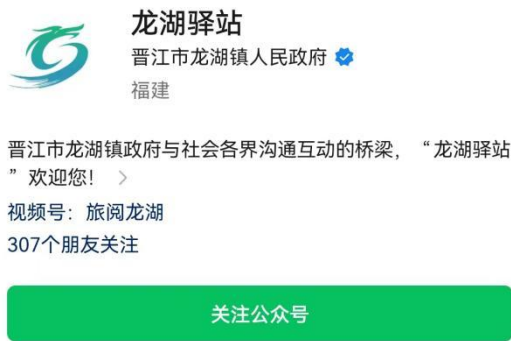 龙湖驿站
晋江市龙湖镇人民政府
福建
晋江市龙湖镇政府与社会各界沟通互动的桥梁，“龙湖驿站
”欢迎您！
视频号：旅阅龙湖
307个朋友关注
关注公众号